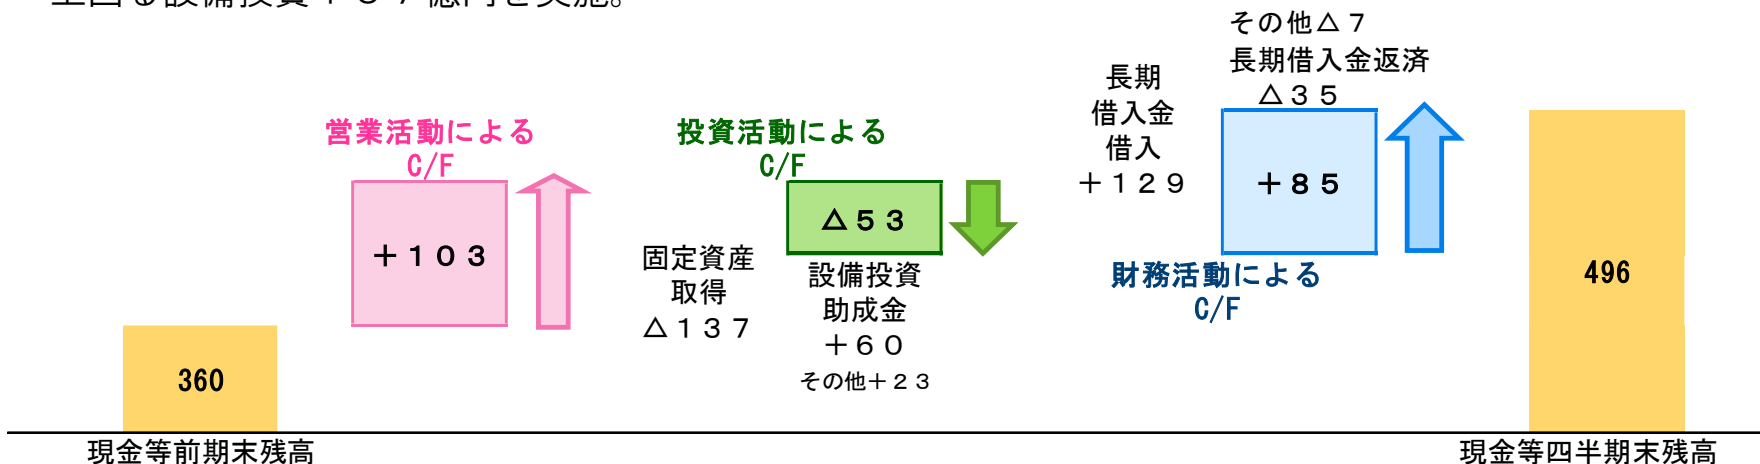 その他△７
長期借入金返済
△３５
長期
借入金
借入
＋１２９
営業活動による
C/F
投資活動による
C/F
＋１０３
△５３
＋８５
固定資産
取得
△１３７
設備投資
助成金
＋６０
その他＋２３
財務活動による
C/F
360
496
現金等前期末残高
現金等四半期末残高